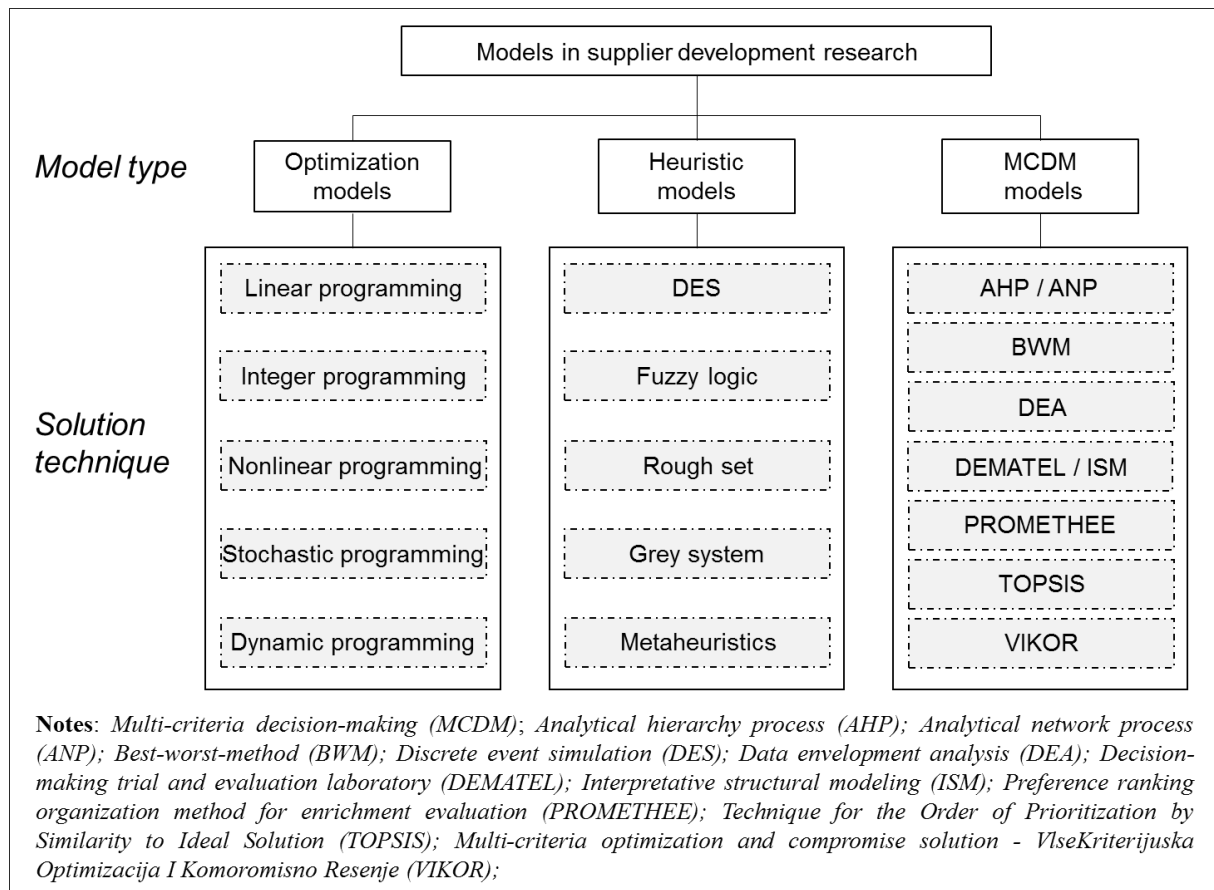 Models in supplier development research
Model type
Optimization
models
Heuristic
models
MCDM
models
Solution
technique
Linear programming
Integer programming
Nonlinear programming
Stochastic programming
Dynamic programming
DES
Fuzzy logic
Rough set
Grey system
Metaheuristics
AHP / ANP
BWM
DEA
DEMATEL / ISM
PROMETHEE
TOPSIS
VIKOR
Notes: Multi-criteria decision-making (MCDM); Analytical hierarchy process (AHP); Analytical network process
(ANP); Best-worst-method (BWM); Discrete event simulation (DES); Data envelopment analysis (DEA); Decision-
making trial and evaluation laboratory (DEMATEL); Interpretative structural modeling (ISM); Preference ranking
organization method for enrichment evaluation (PROMETHEE); Technique for the Order of Prioritization by
Similarity to Ideal Solution (TOPSIS); Multi-criteria optimization and compromise solution - VlseKriterijuska
Optimizacija I Komoromisno Resenje (VIKOR);